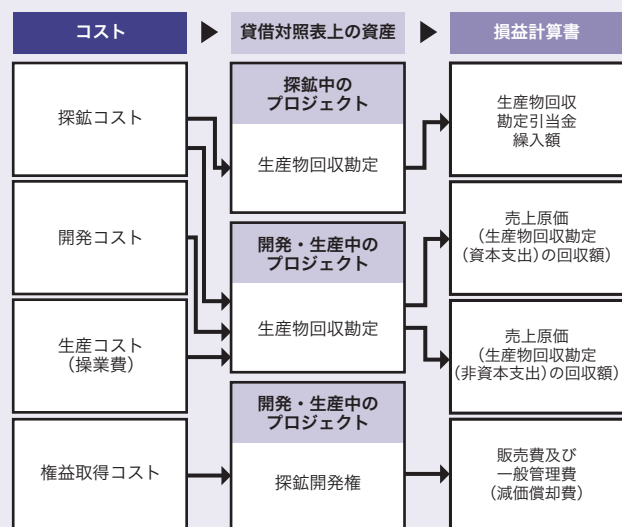 コスト
貸借対照表上の資産
損益計算書
探鉱コスト
開発コスト
生産コスト
(操業費)
権益取得コスト
探鉱中の
プロジェクト
生産物回収勘定
開発・生産中の
プロジェクト
生産物回収勘定
開発・生産中の
プロジェクト
探鉱開発権
生産物回収
勘定引当金
繰入額
売上原価
(生産物回収勘定
(資本支出)の回収額)
売上原価
(生産物回収勘定
(非資本支出)の回収額)
販売費及び
一般管理費
(減価償却費)